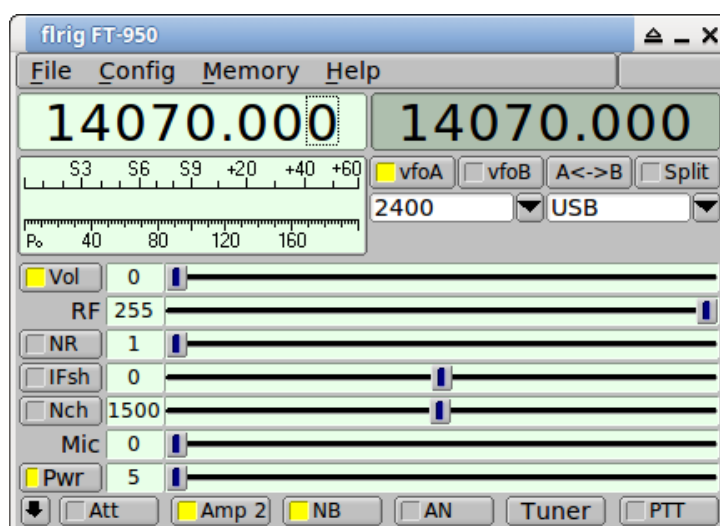 flrig FT-950
File Config Memory Help
14070.000 14070.000
S3 S6 S9 +20 +40 +60
vfoA vfoB A<->B Split
2400 USB
Po 40 80 120 160
Vol 0
RF 255
NR 1
IFsh 0
Nch 1500
Mic 0
Pwr 5
Att Amp 2 NB AN Tuner PTT